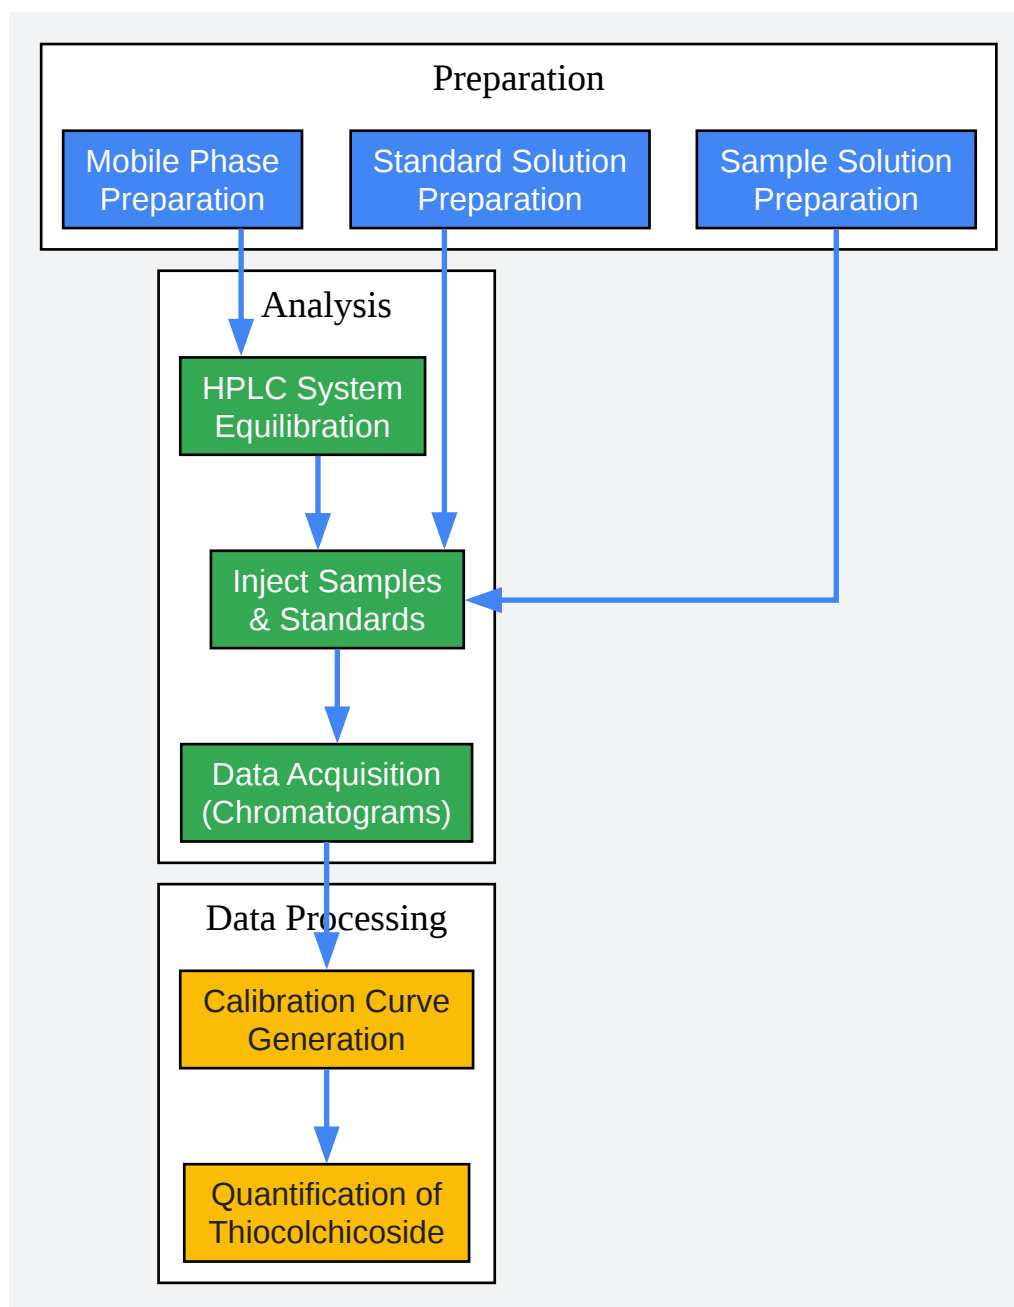 Preparation
Mobile Phase
Preparation
Standard Solution
Preparation
Sample Solution
Preparation
Analysis
HPLC System
Equilibration
Inject Samples
& Standards
Data Acquisition
(Chromatograms)
Data Processing
Calibration Curve
Generation
Quantification of
Thiocolchicoside